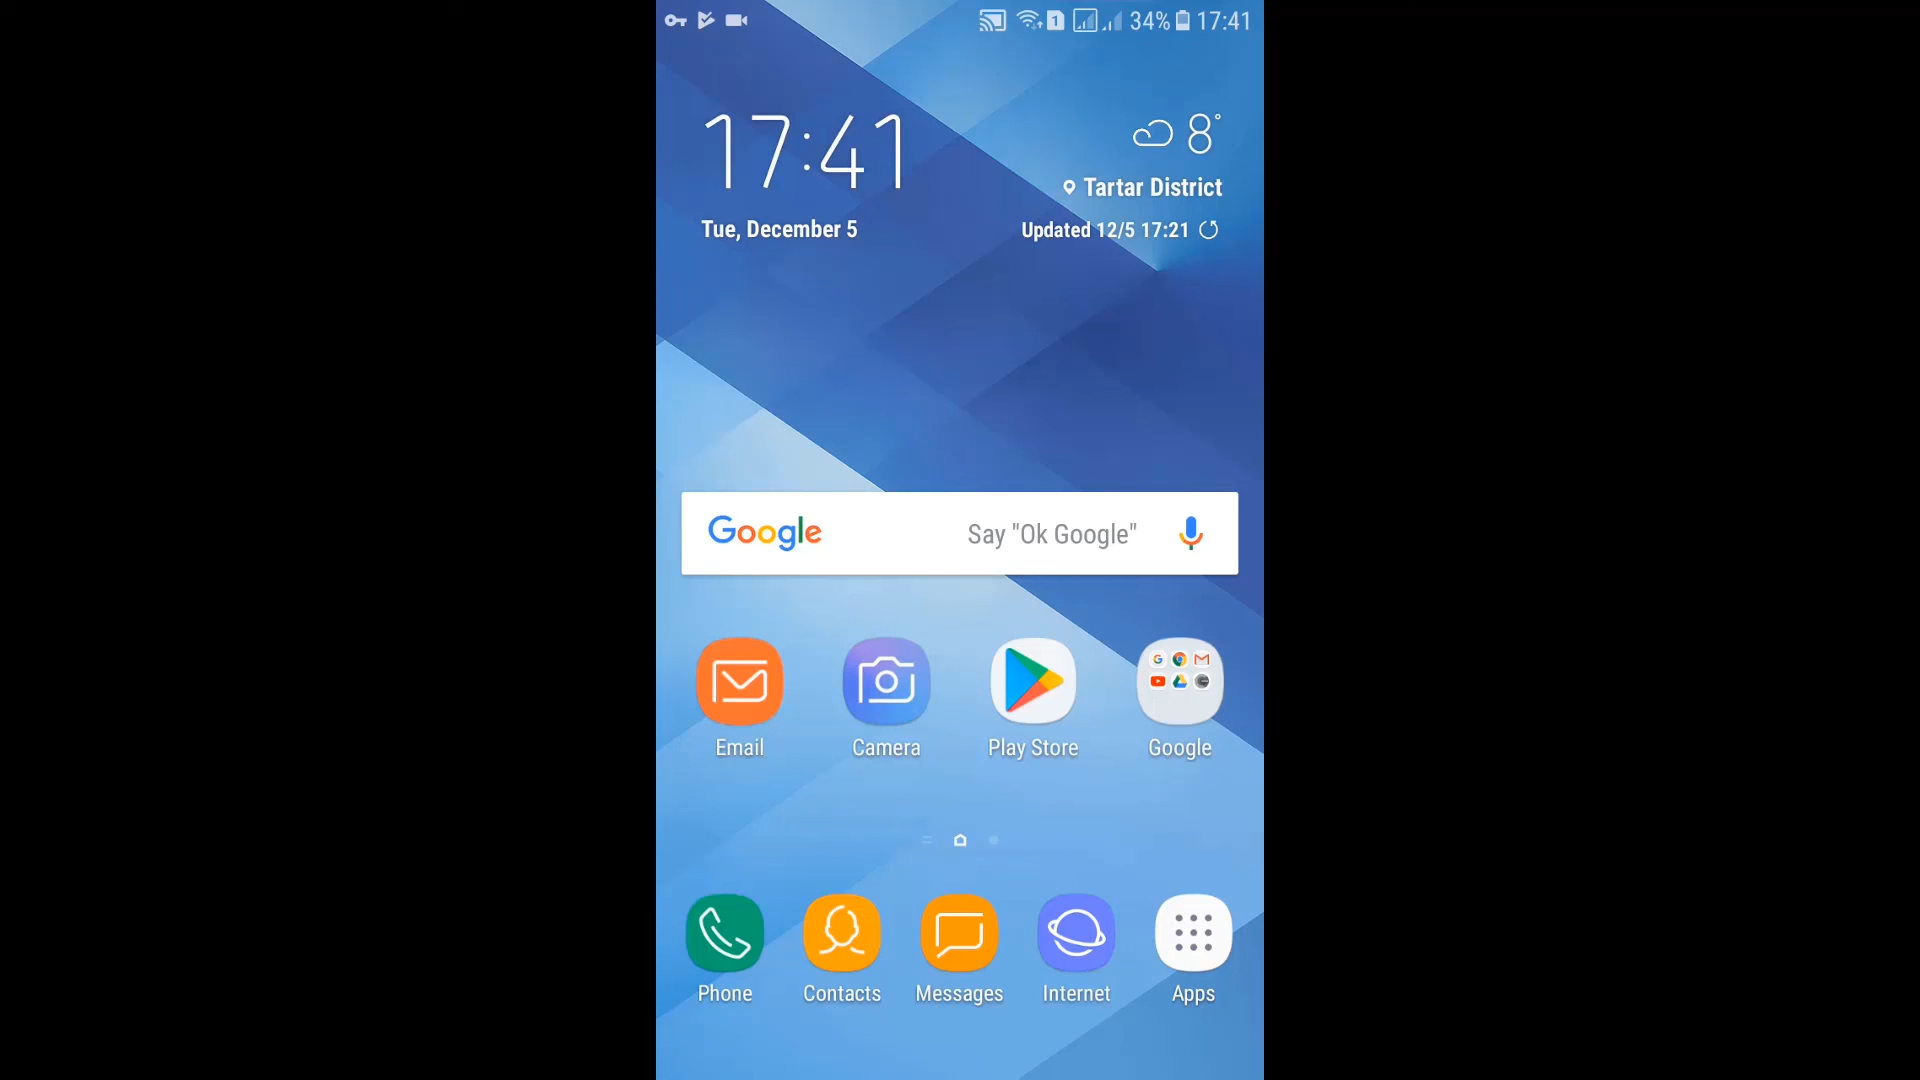 1 34% 17:41
17:41
8°
Tartar District
Tue, December 5
Updated 12/5 17:21
Google Say "Ok Google"
Email Camera Play Store Google
Phone Contacts Messages Internet Apps